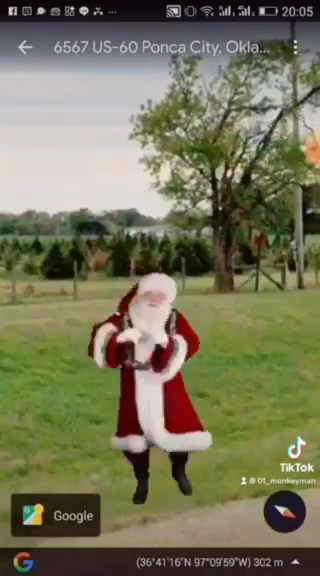 20:05
6567 US-60 Ponca City, Okla...
TikTok
@ 01_monkeyman
Google
(36°41'16"N 97°09'59"W) 302 m